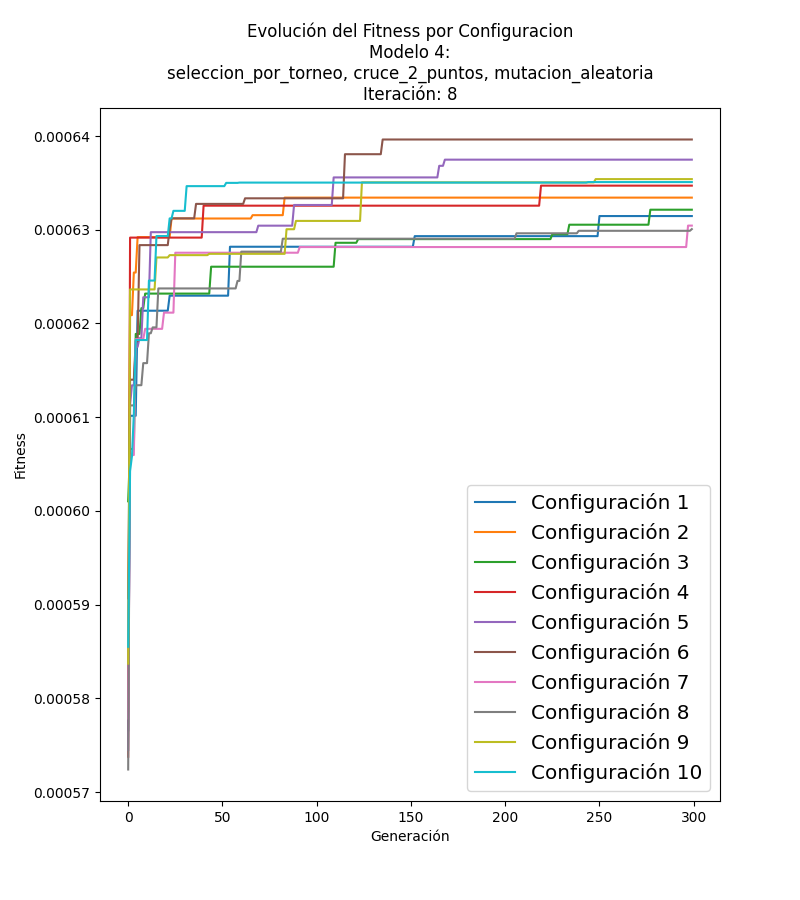 Evolución del Fitness por Configuracion
Modelo 4:
seleccion_por_torneo, cruce_2_puntos, mutacion_aleatoria
Iteración: 8
0.00064
0.00063
0.00062
0.00061
0.00060
0.00059
0.00058
0.00057
Fitness
0 50 100 150 200 250 300
Generación
Configuración 1
Configuración 2
Configuración 3
Configuración 4
Configuración 5
Configuración 6
Configuración 7
Configuración 8
Configuración 9
Configuración 10